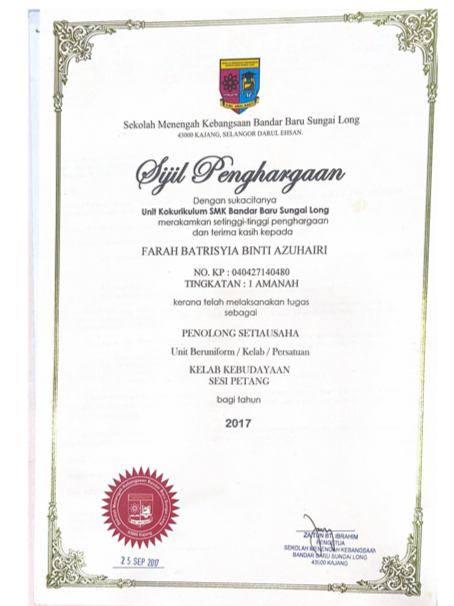 Sekolah Menengah Kebangsaan Bandar Baru Sungai Long
43000 KAJANG, SELANGOR DARUL EHSAN.
Sijil Penghargaan
Dengan sukacitanya
Unit Kokurikulum SMK Bandar Baru Sungai Long
merakamkan setinggi-tinggi penghargaan
dan terima kasih kepada
FARAH BATRISYIA BINTI AZUHAIRI
NO. KP : 040427140480
TINGKATAN : 1 AMANAH
kerana telah melaksanakan tugas
sebagai
PENOLONG SETIAUSAHA
Unit Beruniform / Kelab / Persatuan
KELAB KEBUDAYAAN
SESI PETANG
bagi tahun
2017
43000 Kajang
25 SEP 2017
ZAITON BT. IBRAHIM
PENGETUA
SEKOLAH MENENGAH KEBANGSAAN
BANDAR BARU SUNGAI LONG
43000 KAJANG